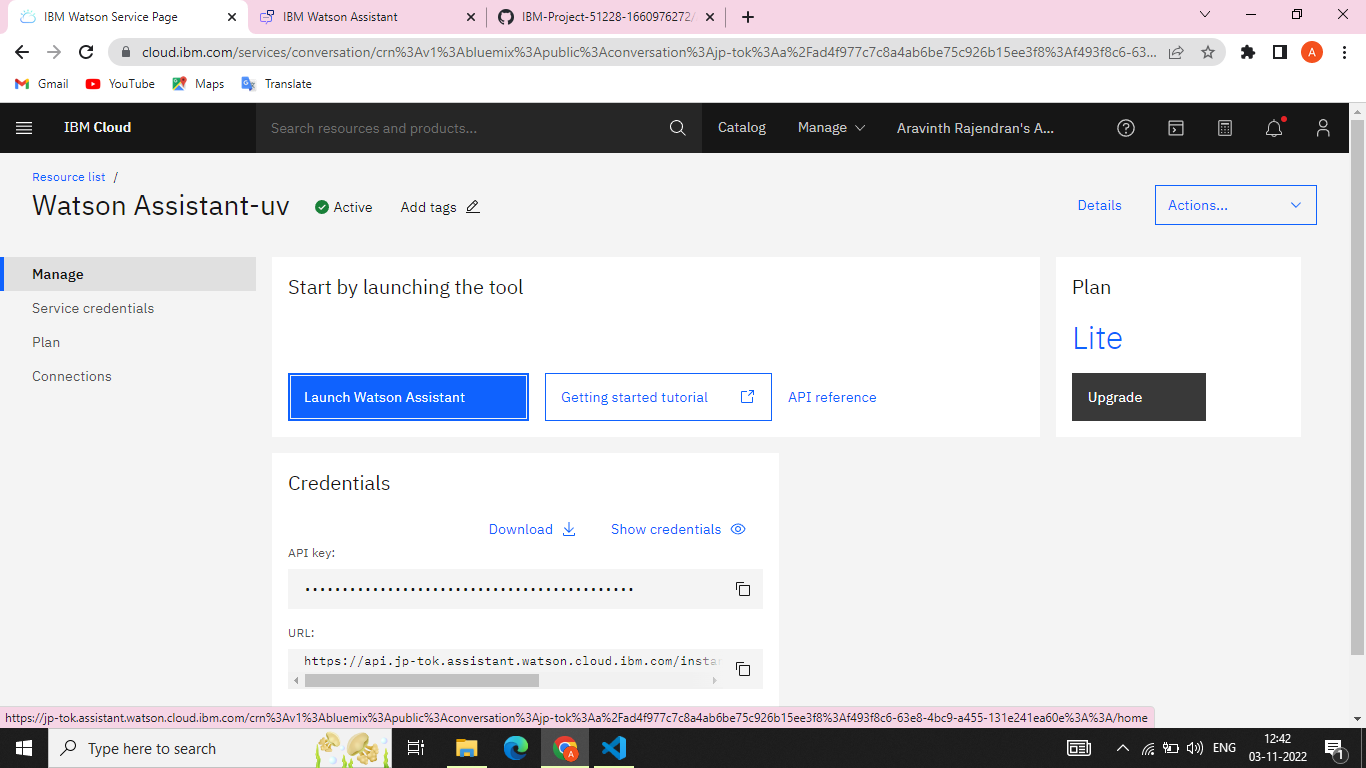 IBM Watson Service Page
IBM Watson Assistant
IBM-Project-51228-1660976272/
cloud.ibm.com/services/conversation/crn%3Av1%3Abluemix%3Apublic%3Aconversation%3Ajp-tok%3Aa%2Fad4f977c7c8a4ab6be75c926b15ee3f8%3Af493f8c6-63...
A
Gmail
YouTube
Maps
Translate
IBM Cloud
Search resources and products...
Catalog
Manage
Aravinth Rajendran's A...
Resource list /
Watson Assistant-uv
Active
Add tags
Details
Actions...
Manage
Service credentials
Plan
Connections
Start by launching the tool
Launch Watson Assistant
Getting started tutorial
API reference
Plan
Lite
Upgrade
Credentials
Download
Show credentials
API key:
••••••••••••••••••••••••••••••••••••••••••••
URL:
https://api.jp-tok.assistant.watson.cloud.ibm.com/instan
https://jp-tok.assistant.watson.cloud.ibm.com/crn%3Av1%3Abluemix%3Apublic%3Aconversation%3Ajp-tok%3Aa%2Fad4f977c7c8a4ab6be75c926b15ee3f8%3Af493f8c6-63e8-4bc9-a455-131e241ea60e%3A%3A/home
Type here to search
A
ENG
12:42
03-11-2022
1